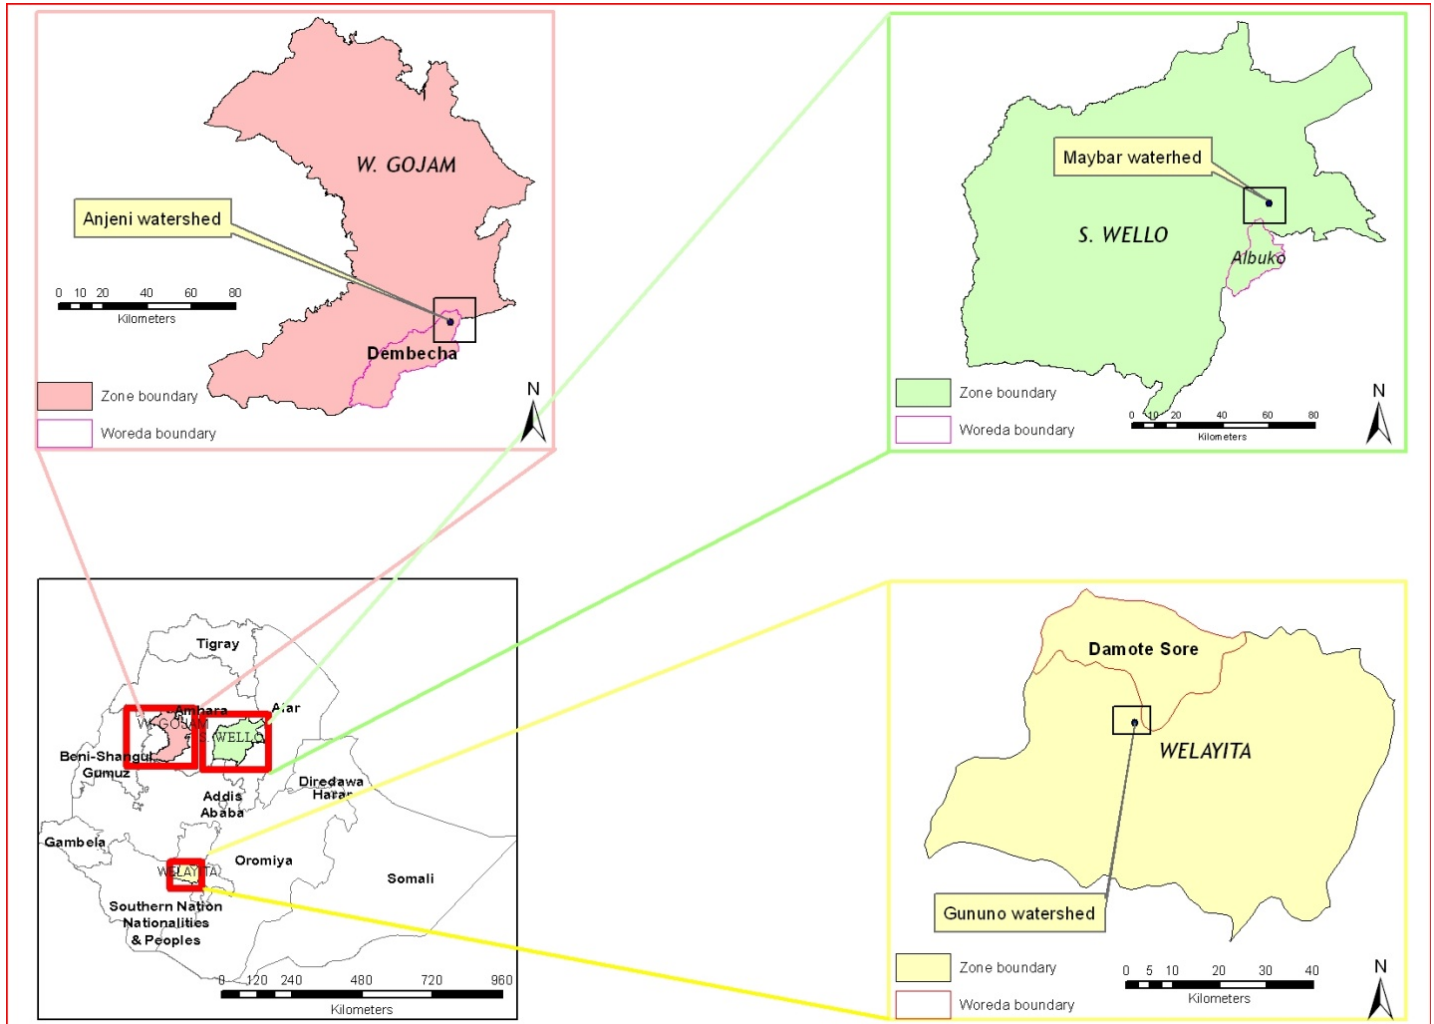 W. GOJAM
Anjeni watershed
0 10 20 40 60 80
Kilometers
Dembecha
Zone boundary
Woreda boundary
N
Maybar waterhed
S. WELLO
Albuko
Zone boundary
Woreda boundary
0 10 20 40 60 80
Kilometers
N
Tigray
Amhara
Afar
W. GOJAM
S. WELLO
Beni-Shangul
Gumuz
Addis
Ababa
Diredawa
Harar
Gambela
WELAYITA
Oromiya
Somali
Southern Nation
Nationalities
& Peoples
0 120 240 480 720 960
Kilometers
Damote Sore
WELAYITA
Gununo watershed
Zone boundary
Woreda boundary
0 5 10 20 30 40
Kilometers
N